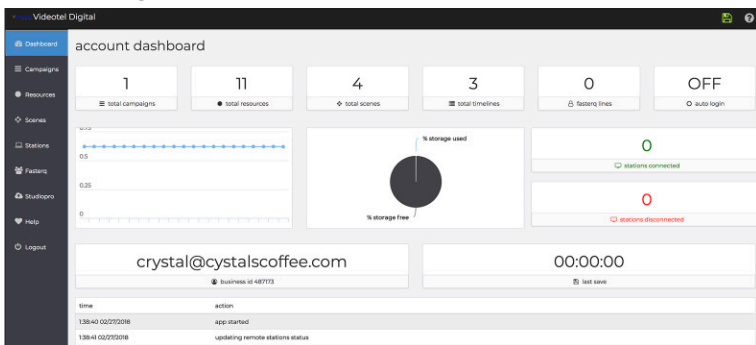 Videotel Digital
Dashboard
Campaigns
Resources
Scenes
Stations
Fasterq
Studiopro
Help
Logout
account dashboard
1
total campaigns
11
total resources
4
total scenes
3
total timelines
0
fasterq lines
OFF
auto login
0.75
0.5
0.25
0
% storage used
% storage free
0
stations connected
0
stations disconnected
crystal@cystalscoffee.com
business id 487173
00:00:00
last save
time action
1:38:40 02/27/2018 app started
1:38:41 02/27/2018 updating remote stations status